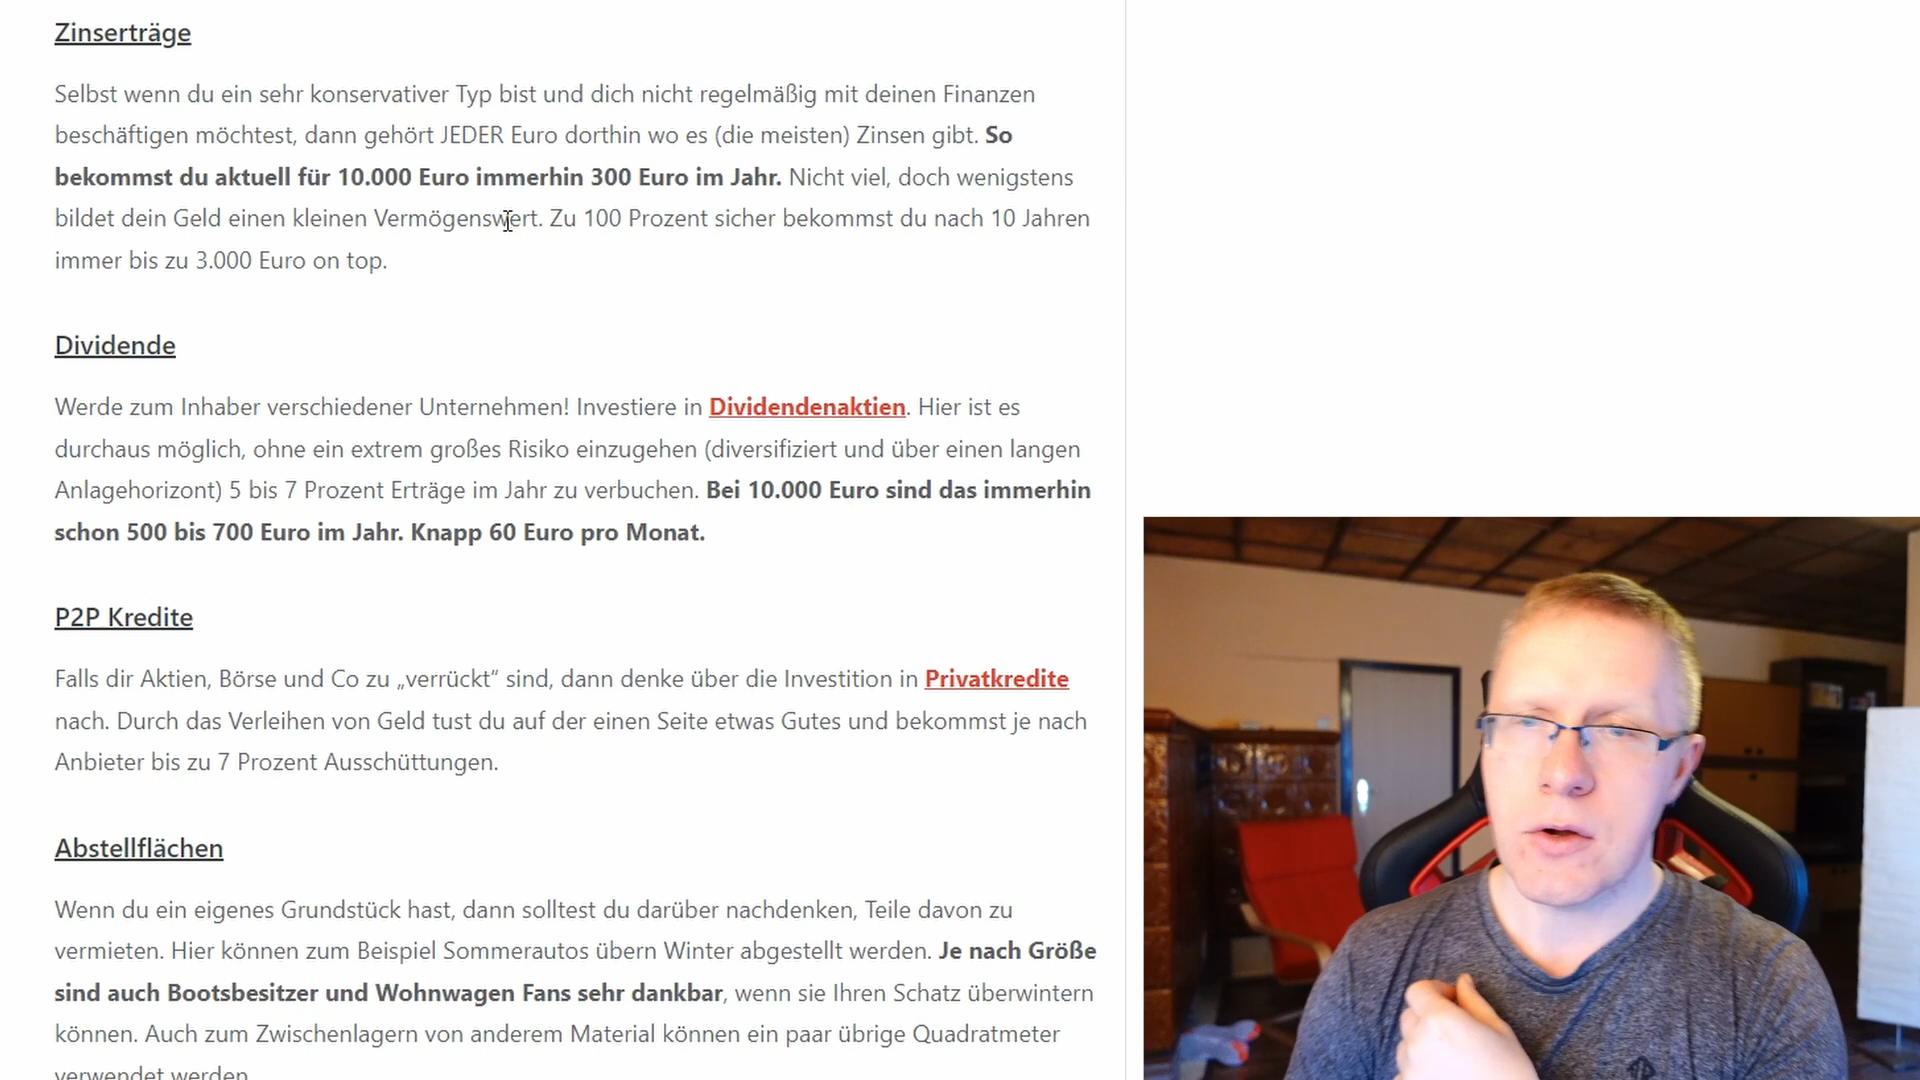 Zinserträge
Selbst wenn du ein sehr konservativer Typ bist und dich nicht regelmäßig mit deinen Finanzen
beschäftigen möchtest, dann gehört JEDER Euro dorthin wo es (die meisten) Zinsen gibt. So
bekommst du aktuell für 10.000 Euro immerhin 300 Euro im Jahr. Nicht viel, doch wenigstens
bildet dein Geld einen kleinen Vermögenswert. Zu 100 Prozent sicher bekommst du nach 10 Jahren
immer bis zu 3.000 Euro on top.
Dividende
Werde zum Inhaber verschiedener Unternehmen! Investiere in Dividendenaktien. Hier ist es
durchaus möglich, ohne ein extrem großes Risiko einzugehen (diversifiziert und über einen langen
Anlagehorizont) 5 bis 7 Prozent Erträge im Jahr zu verbuchen. Bei 10.000 Euro sind das immerhin
schon 500 bis 700 Euro im Jahr. Knapp 60 Euro pro Monat.
P2P Kredite
Falls dir Aktien, Börse und Co zu „verrückt“ sind, dann denke über die Investition in Privatkredite
nach. Durch das Verleihen von Geld tust du auf der einen Seite etwas Gutes und bekommst je nach
Anbieter bis zu 7 Prozent Ausschüttungen.
Abstellflächen
Wenn du ein eigenes Grundstück hast, dann solltest du darüber nachdenken, Teile davon zu
vermieten. Hier können zum Beispiel Sommerautos übern Winter abgestellt werden. Je nach Größe
sind auch Bootsbesitzer und Wohnwagen Fans sehr dankbar, wenn sie Ihren Schatz überwintern
können. Auch zum Zwischenlagern von anderem Material können ein paar übrige Quadratmeter
verwendet werden